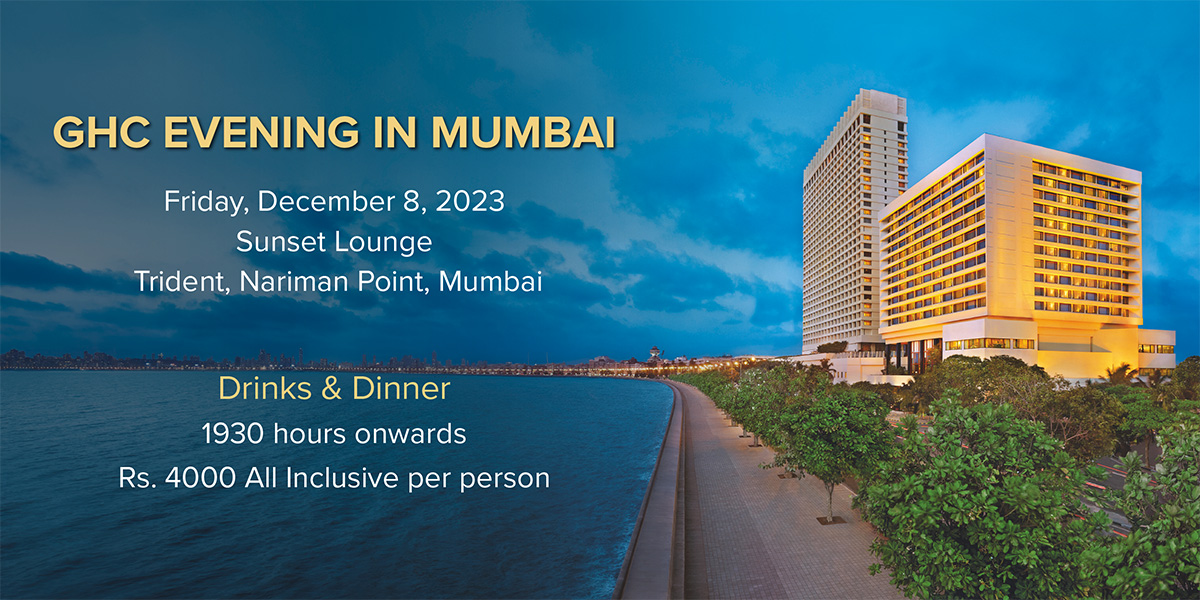 GHC EVENING IN MUMBAI
Friday, December 8, 2023
Sunset Lounge
Trident, Nariman Point, Mumbai
Drinks & Dinner
1930 hours onwards
Rs. 4000 All Inclusive per person